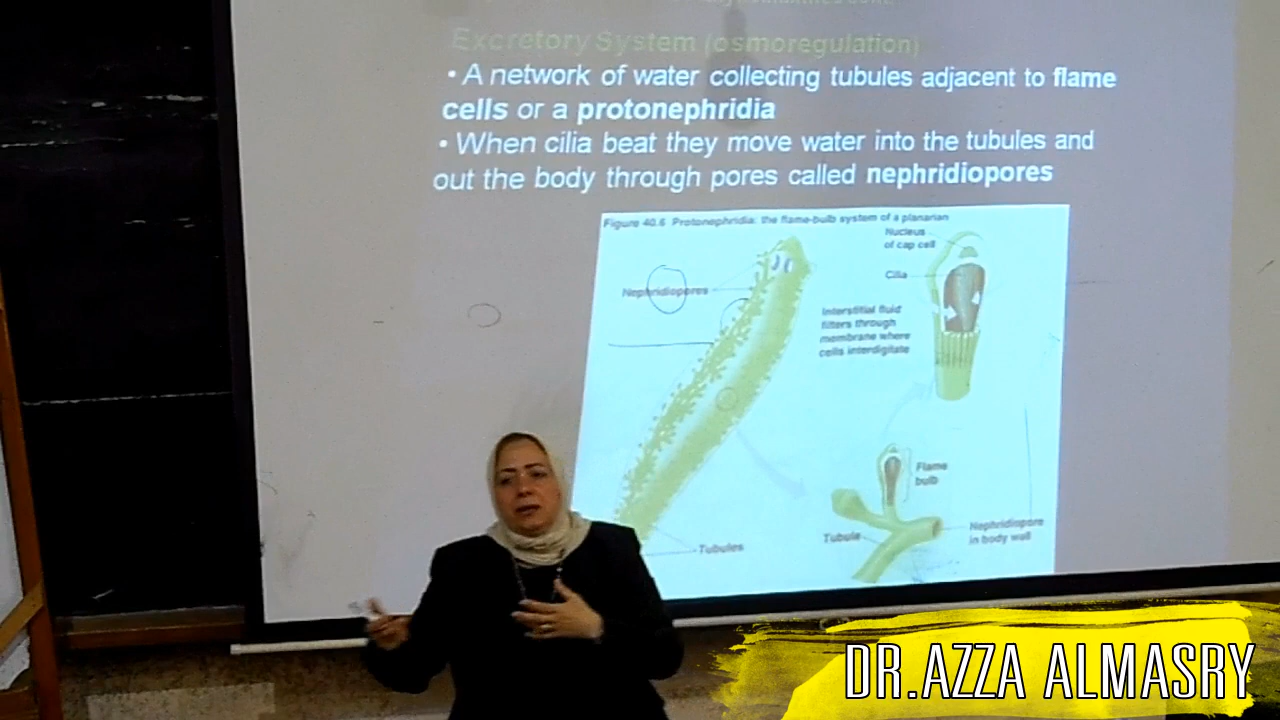 Excretory System (osmoregulation)
• A network of water collecting tubules adjacent to flame
cells or a protonephridia
• When cilia beat they move water into the tubules and
out the body through pores called nephridiopores
Figure 40.6 Protonephridia: the flame-bulb system of a planarian
Nucleus
of cap cell
Cilia
Nephridiopores
Interstitial fluid
filters through
membrane where
cells interdigitate
Flame
bulb
Tubule
Nephridiopore
in body wall
Tubules
DR.AZZA ALMASRY